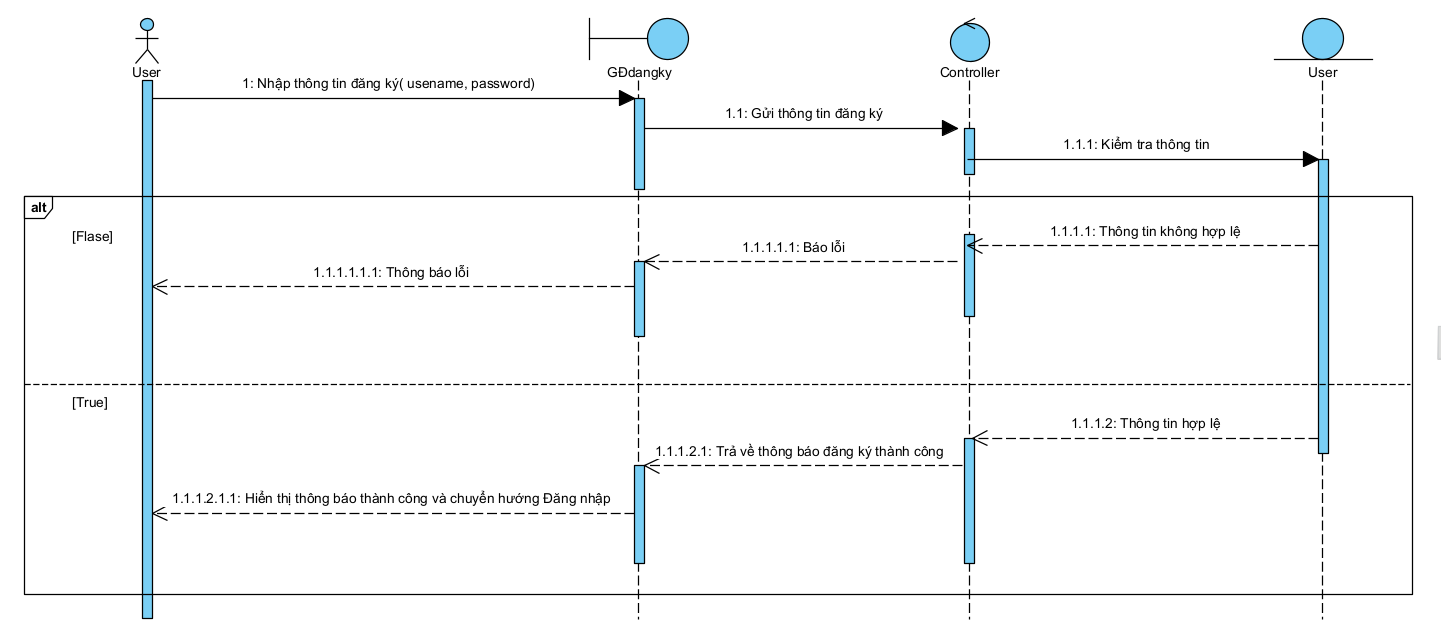 User
GĐdangky
Controller
User
1: Nhập thông tin đăng ký( usename, password)
1.1: Gửi thông tin đăng ký
1.1.1: Kiểm tra thông tin
alt
[Flase]
1.1.1.1: Thông tin không hợp lệ
1.1.1.1.1: Báo lỗi
1.1.1.1.1.1: Thông báo lỗi
[True]
1.1.1.2: Thông tin hợp lệ
1.1.1.2.1: Trả về thông báo đăng ký thành công
1.1.1.2.1.1: Hiển thị thông báo thành công và chuyển hướng Đăng nhập